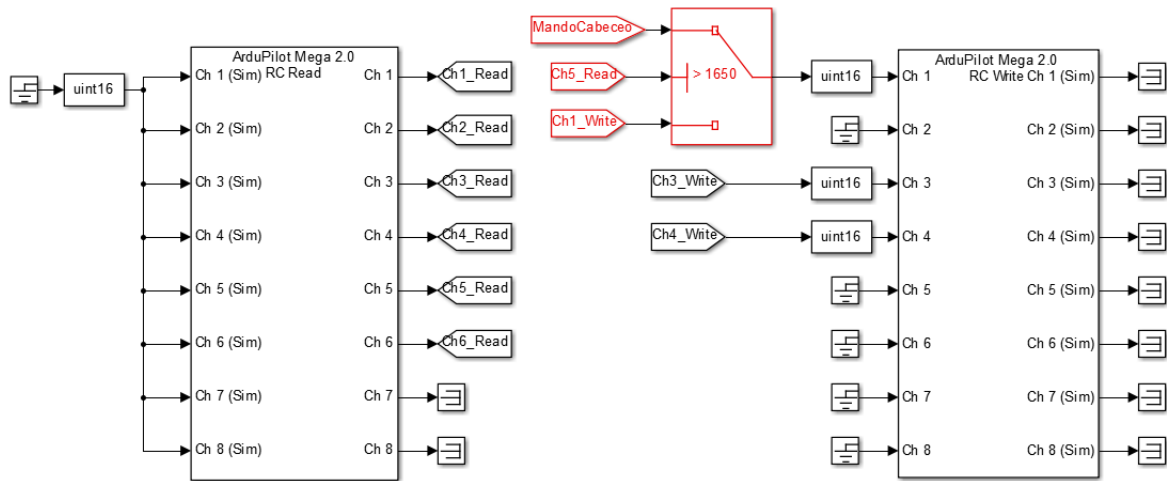 ArduPilot Mega 2.0
RC Read
uint16
Ch 1 (Sim)
Ch 1
Ch1_Read
Ch 2 (Sim)
Ch 2
Ch2_Read
Ch 3 (Sim)
Ch 3
Ch3_Read
Ch 4 (Sim)
Ch 4
Ch4_Read
Ch 5 (Sim)
Ch 5
Ch5_Read
Ch 6 (Sim)
Ch 6
Ch6_Read
Ch 7 (Sim)
Ch 7
Ch 8 (Sim)
Ch 8
MandoCabeceo
Ch5_Read
> 1650
Ch1_Write
uint16
Ch3_Write
uint16
Ch4_Write
uint16
ArduPilot Mega 2.0
RC Write
Ch 1
Ch 1 (Sim)
Ch 2
Ch 2 (Sim)
Ch 3
Ch 3 (Sim)
Ch 4
Ch 4 (Sim)
Ch 5
Ch 5 (Sim)
Ch 6
Ch 6 (Sim)
Ch 7
Ch 7 (Sim)
Ch 8
Ch 8 (Sim)